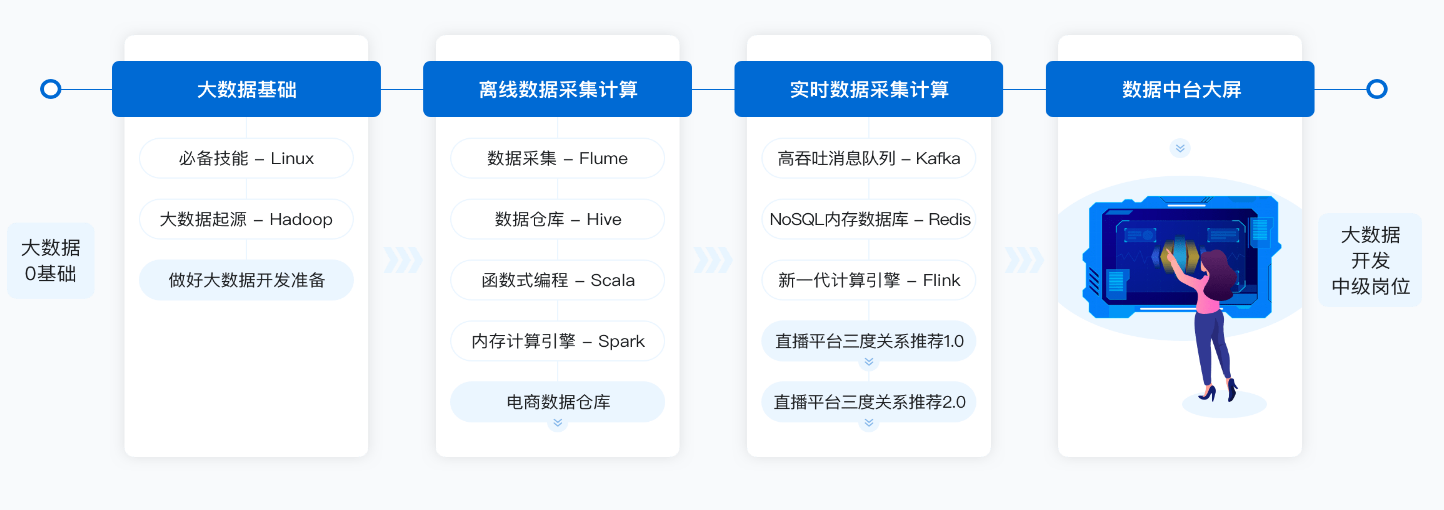 大数据
0基础
大数据基础
必备技能 – Linux
大数据起源 – Hadoop
做好大数据开发准备
离线数据采集计算
数据采集 – Flume
数据仓库 – Hive
函数式编程 – Scala
内存计算引擎 – Spark
电商数据仓库
实时数据采集计算
高吞吐消息队列 – Kafka
NoSQL内存数据库 – Redis
新一代计算引擎 – Flink
直播平台三度关系推荐1.0
直播平台三度关系推荐2.0
数据中台大屏
大数据
开发
中级岗位